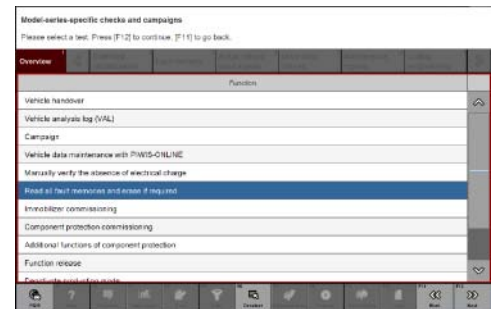 Model-series-specific checks and campaigns
Please select a test. Press [F12] to continue, [F11] to go back.
Overview
Function
Vehicle handover
Vehicle analysis log (VAL)
Campaign
Vehicle data maintenance with PIWIS-ONLINE
Manually verify the absence of electrical charge
Read all fault memories and erase if required
Immobilizer commissioning
Component protection commissioning
Additional functions of component protection
Function release
Deactivate production mode